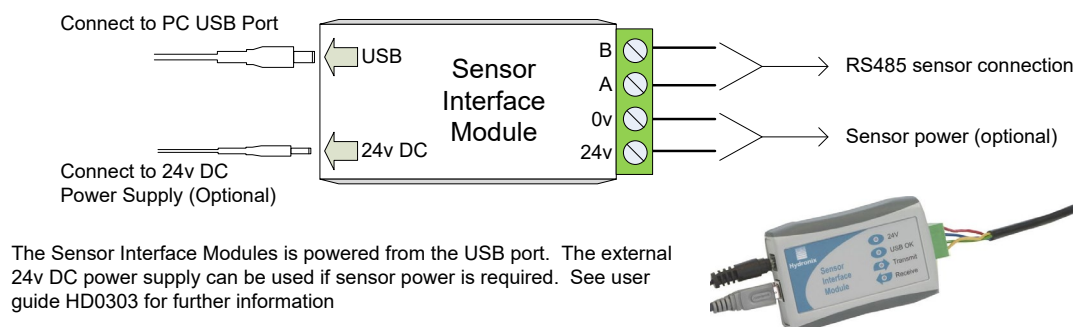 Connect to PC USB Port
USB
24v DC
Connect to 24v DC
Power Supply (Optional)
Sensor
Interface
Module
B
A
0v
24v
RS485 sensor connection
Sensor power (optional)
The Sensor Interface Modules is powered from the USB port. The external
24v DC power supply can be used if sensor power is required. See user
guide HD0303 for further information
Hydronix
Sensor
Interface
Module
24V
USB OK
Transmit
Receive